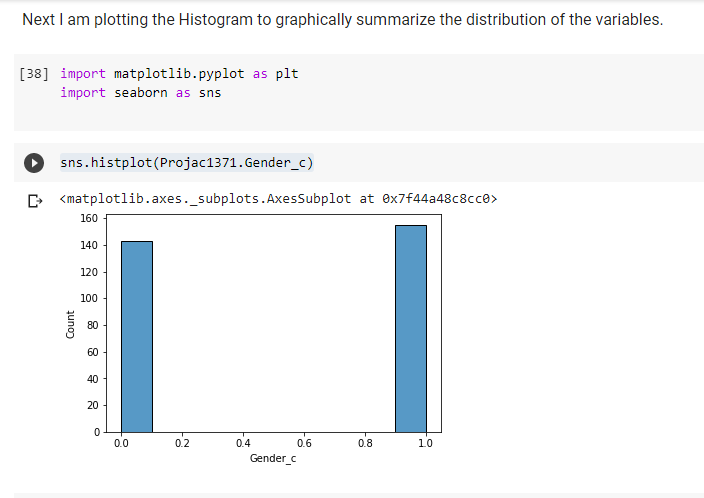 Next I am plotting the Histogram to graphically summarize the distribution of the variables.
[38] import matplotlib.pyplot as plt
import seaborn as sns
sns.histplot(Projac1371.Gender_c)
<matplotlib.axes._subplots.AxesSubplot at 0x7f44a48c8cc0>
160
140
120
100
80
60
40
20
0
Count
0.0 0.2 0.4 0.6 0.8 1.0
Gender_c